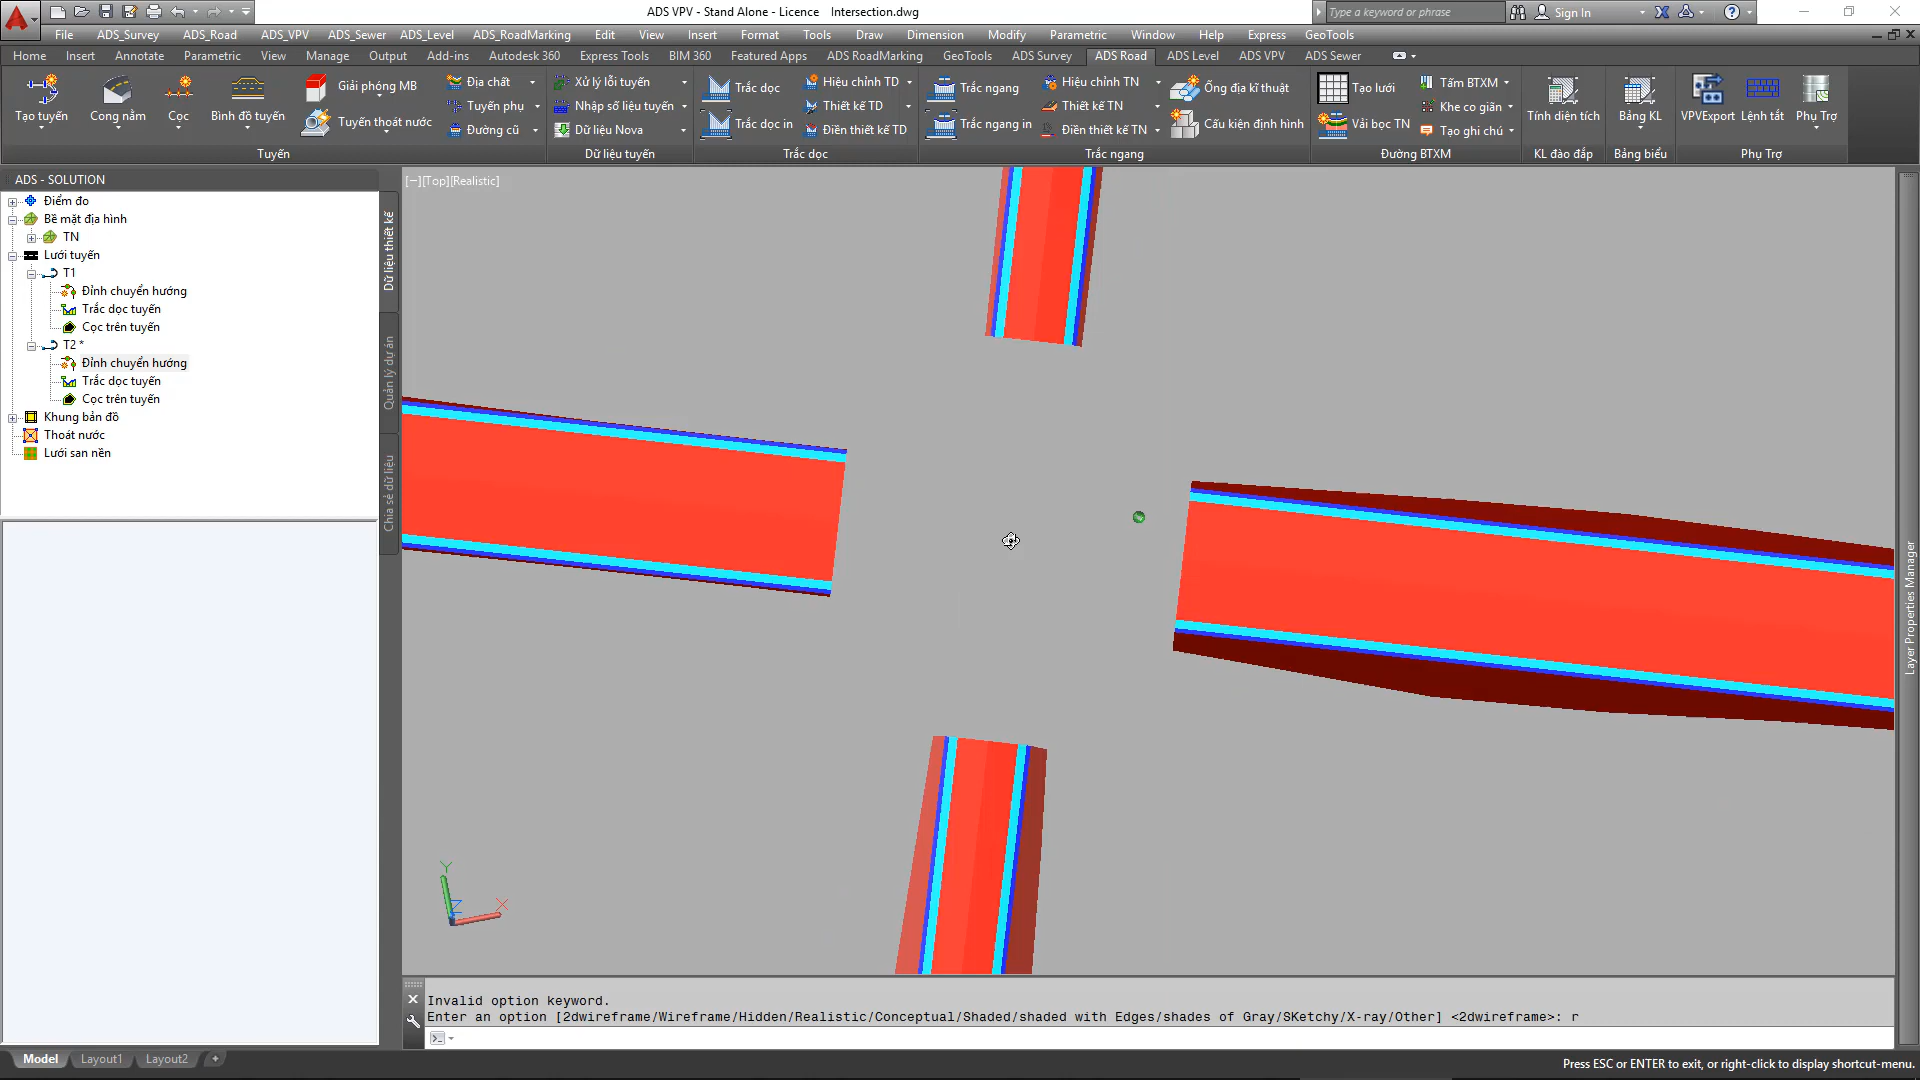 ADS VPV - Stand Alone - Licence Intersection.dwg
Type a keyword or phrase
Sign In
File ADS_Survey ADS_Road ADS_VPV ADS_Sewer ADS_Level ADS_RoadMarking Edit View Insert Format Tools Draw Dimension Modify Parametric Window Help Express GeoTools
Home Insert Annotate Parametric View Manage Output Add-ins Autodesk 360 Express Tools BIM 360 Featured Apps ADS RoadMarking GeoTools ADS Survey ADS Road ADS Level ADS VPV ADS Sewer
Tạo tuyến
Cong nằm
Cọc
Bình đồ tuyến
Giải phóng MB
Tuyến thoát nước
Địa chất
Tuyến phụ
Đường cũ
Tuyến
Xử lý lỗi tuyến
Nhập số liệu tuyến
Dữ liệu Nova
Dữ liệu tuyến
Trắc dọc
Trắc dọc in
Hiệu chỉnh TD
Thiết kế TD
Điền thiết kế TD
Trắc dọc
Trắc ngang
Trắc ngang in
Hiệu chỉnh TN
Thiết kế TN
Điền thiết kế TN
Ống địa kĩ thuật
Cấu kiện định hình
Trắc ngang
Tạo lưới
Vải bọc TN
Tấm BTXM
Khe co giãn
Tạo ghi chú
Đường BTXM
Tính diện tích
KL đào đắp
Bảng KL
Bảng biểu
VPVExport
Lệnh tắt
Phụ Trợ
Phụ Trợ
ADS - SOLUTION
Điểm đo
Bề mặt địa hình
TN
Lưới tuyến
T1
Đỉnh chuyển hướng
Trắc dọc tuyến
Cọc trên tuyến
T2 *
Đỉnh chuyển hướng
Trắc dọc tuyến
Cọc trên tuyến
Khung bản đồ
Thoát nước
Lưới san nền
Dữ liệu thiết kế
Quản lý dự án
Chia sẻ dữ liệu
[−][Top][Realistic]
Y
Z
X
Layer Properties Manager
Invalid option keyword.
Enter an option [2dwireframe/Wireframe/Hidden/Realistic/Conceptual/Shaded/shaded with Edges/shades of Gray/SKetchy/X-ray/Other] <2dwireframe>: r
Model Layout1 Layout2
Press ESC or ENTER to exit, or right-click to display shortcut-menu.